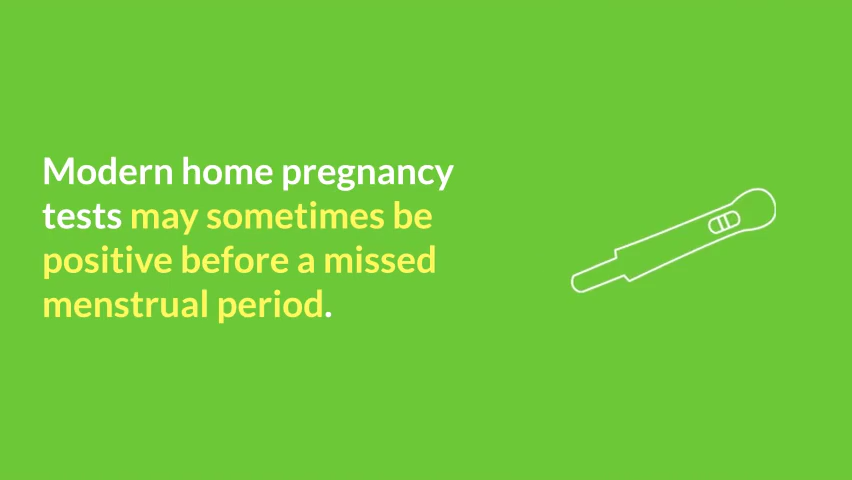 Modern home pregnancy
tests may sometimes be
positive before a missed
menstrual period.